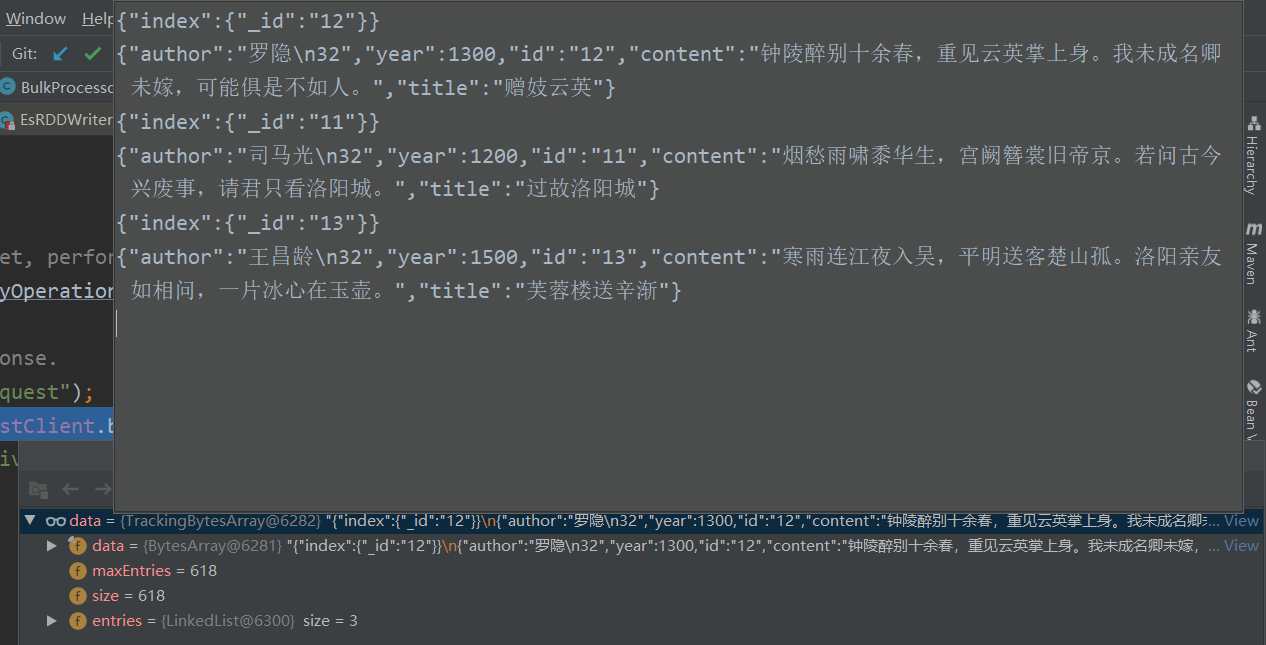 Window Help
Git:
BulkProcesso
EsRDDWriter
{"index":{"_id":"12"}}
{"author":"罗隐\n32","year":1300,"id":"12","content":"钟陵醉别十余春，重见云英掌上身。我未成名卿
未嫁，可能俱是不如人。","title":"赠妓云英"}
{"index":{"_id":"11"}}
{"author":"司马光\n32","year":1200,"id":"11","content":"烟愁雨啸黍华生，宫阙簪裳旧帝京。若问古今
兴废事，请君只看洛阳城。","title":"过故洛阳城"}
{"index":{"_id":"13"}}
{"author":"王昌龄\n32","year":1500,"id":"13","content":"寒雨连江夜入吴，平明送客楚山孤。洛阳亲友
如相问，一片冰心在玉壶。","title":"芙蓉楼送辛渐"}
et, perfor
yOperation
onse.
quest");
stClient.b
Hierarchy
Maven
Ant
Bean
data = {TrackingBytesArray@6282} "{"index":{"_id":"12"}}\n{"author":"罗隐\n32","year":1300,"id":"12","content":"钟陵醉别十余春，重见云英掌上身。我未成名卿... View
data = {BytesArray@6281} "{"index":{"_id":"12"}}\n{"author":"罗隐\n32","year":1300,"id":"12","content":"钟陵醉别十余春，重见云英掌上身。我未成名卿未嫁， ... View
maxEntries = 618
size = 618
entries = {LinkedList@6300} size = 3